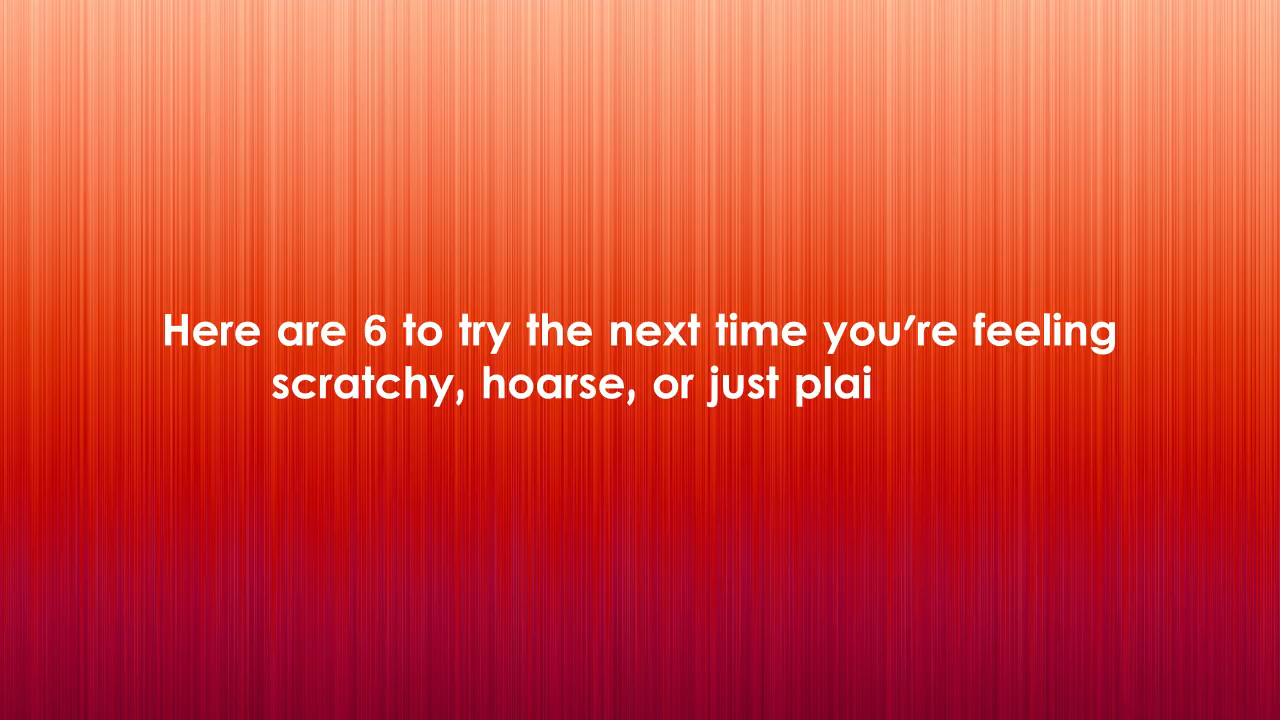 Here are 6 to try the next time you're feeling
scratchy, hoarse, or just plai